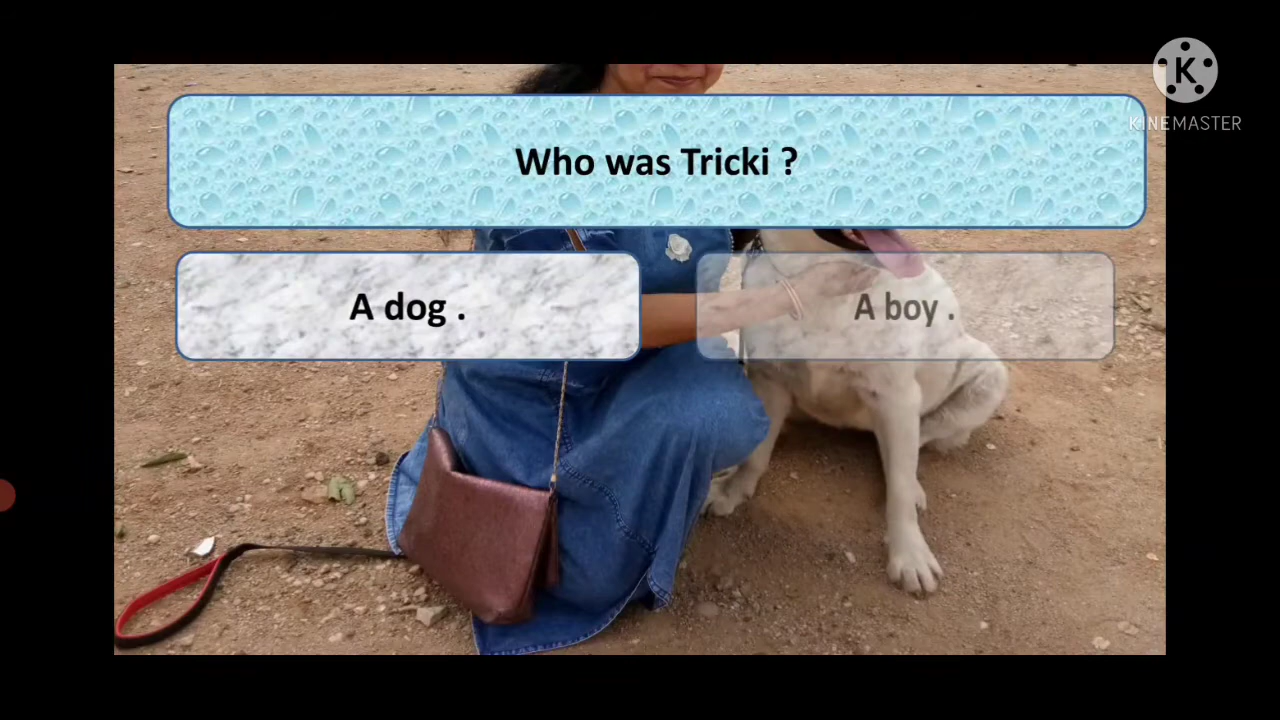 K
KINEMASTER
Who was Tricki ?
A dog .
A boy .